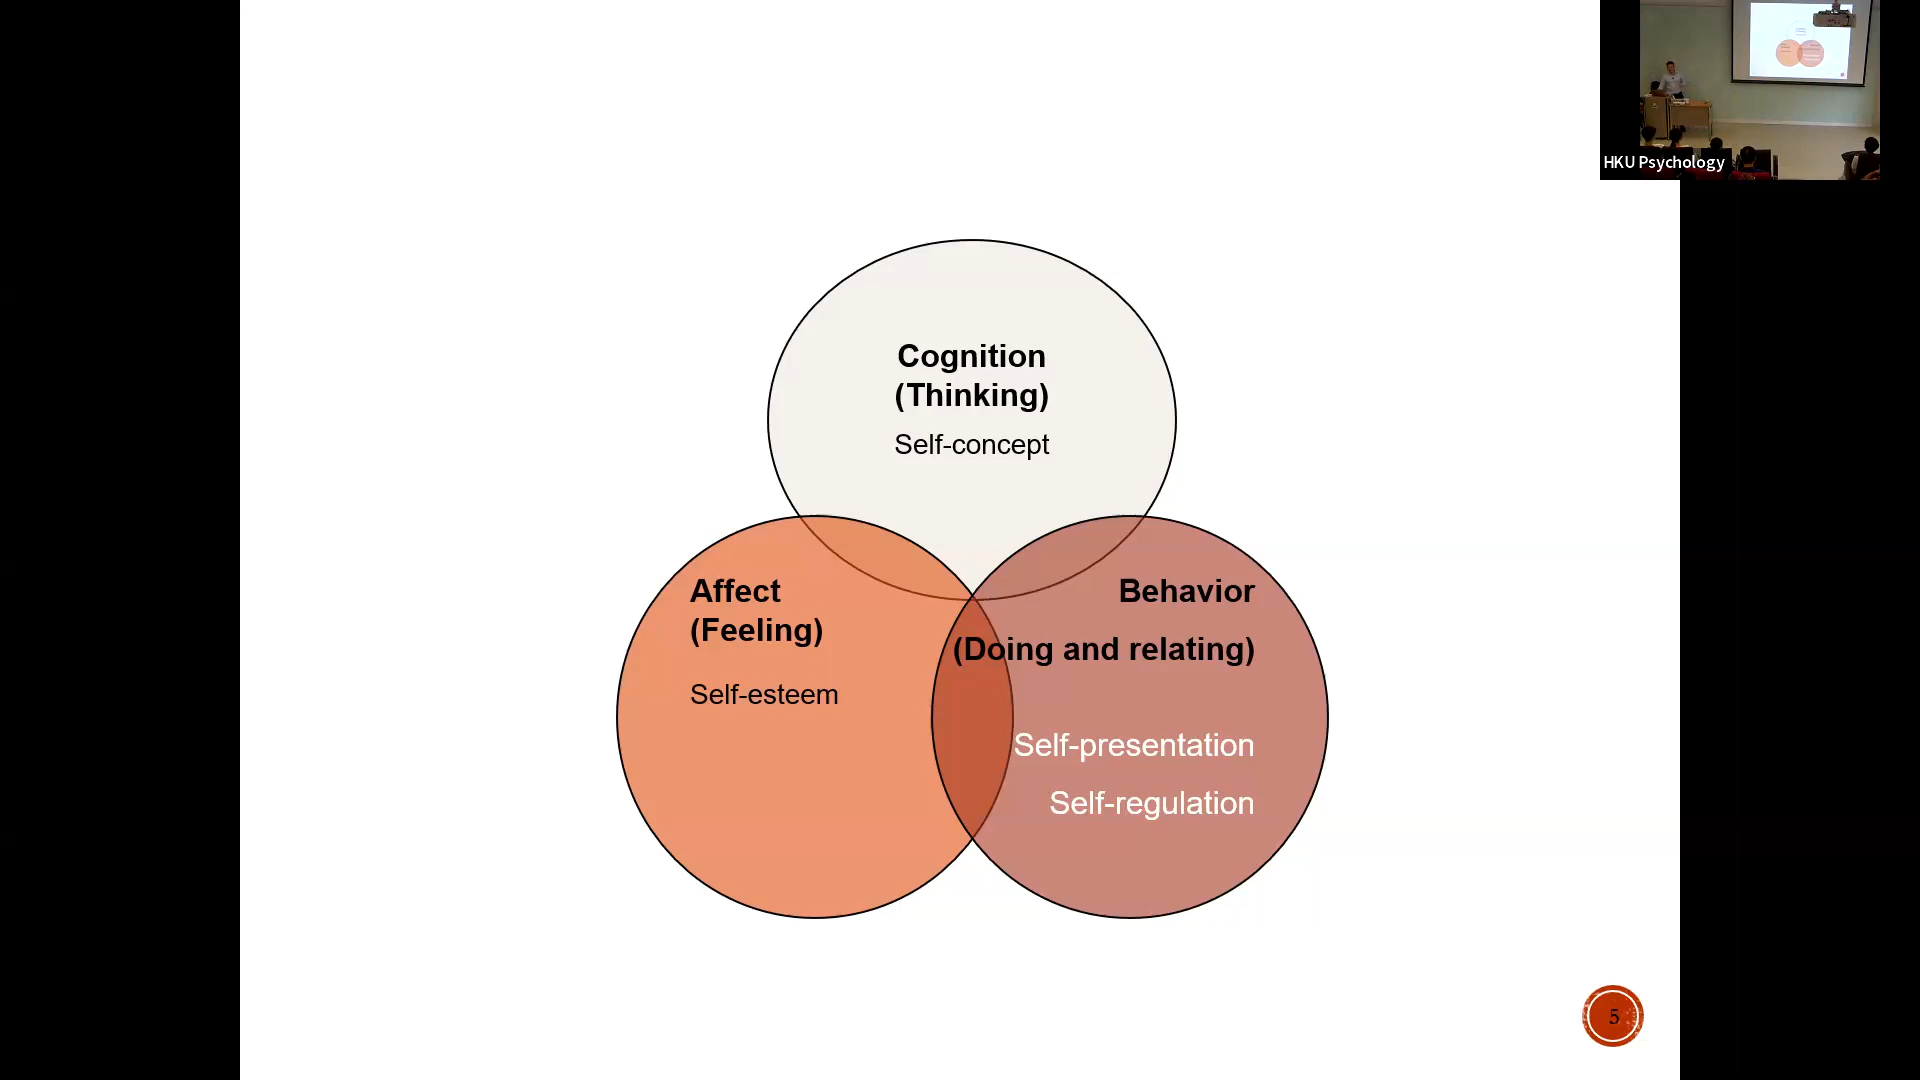 HKU Psychology
Cognition
(Thinking)
Self-concept
Affect
(Feeling)
Self-esteem
Behavior
(Doing and relating)
Self-presentation
Self-regulation
5